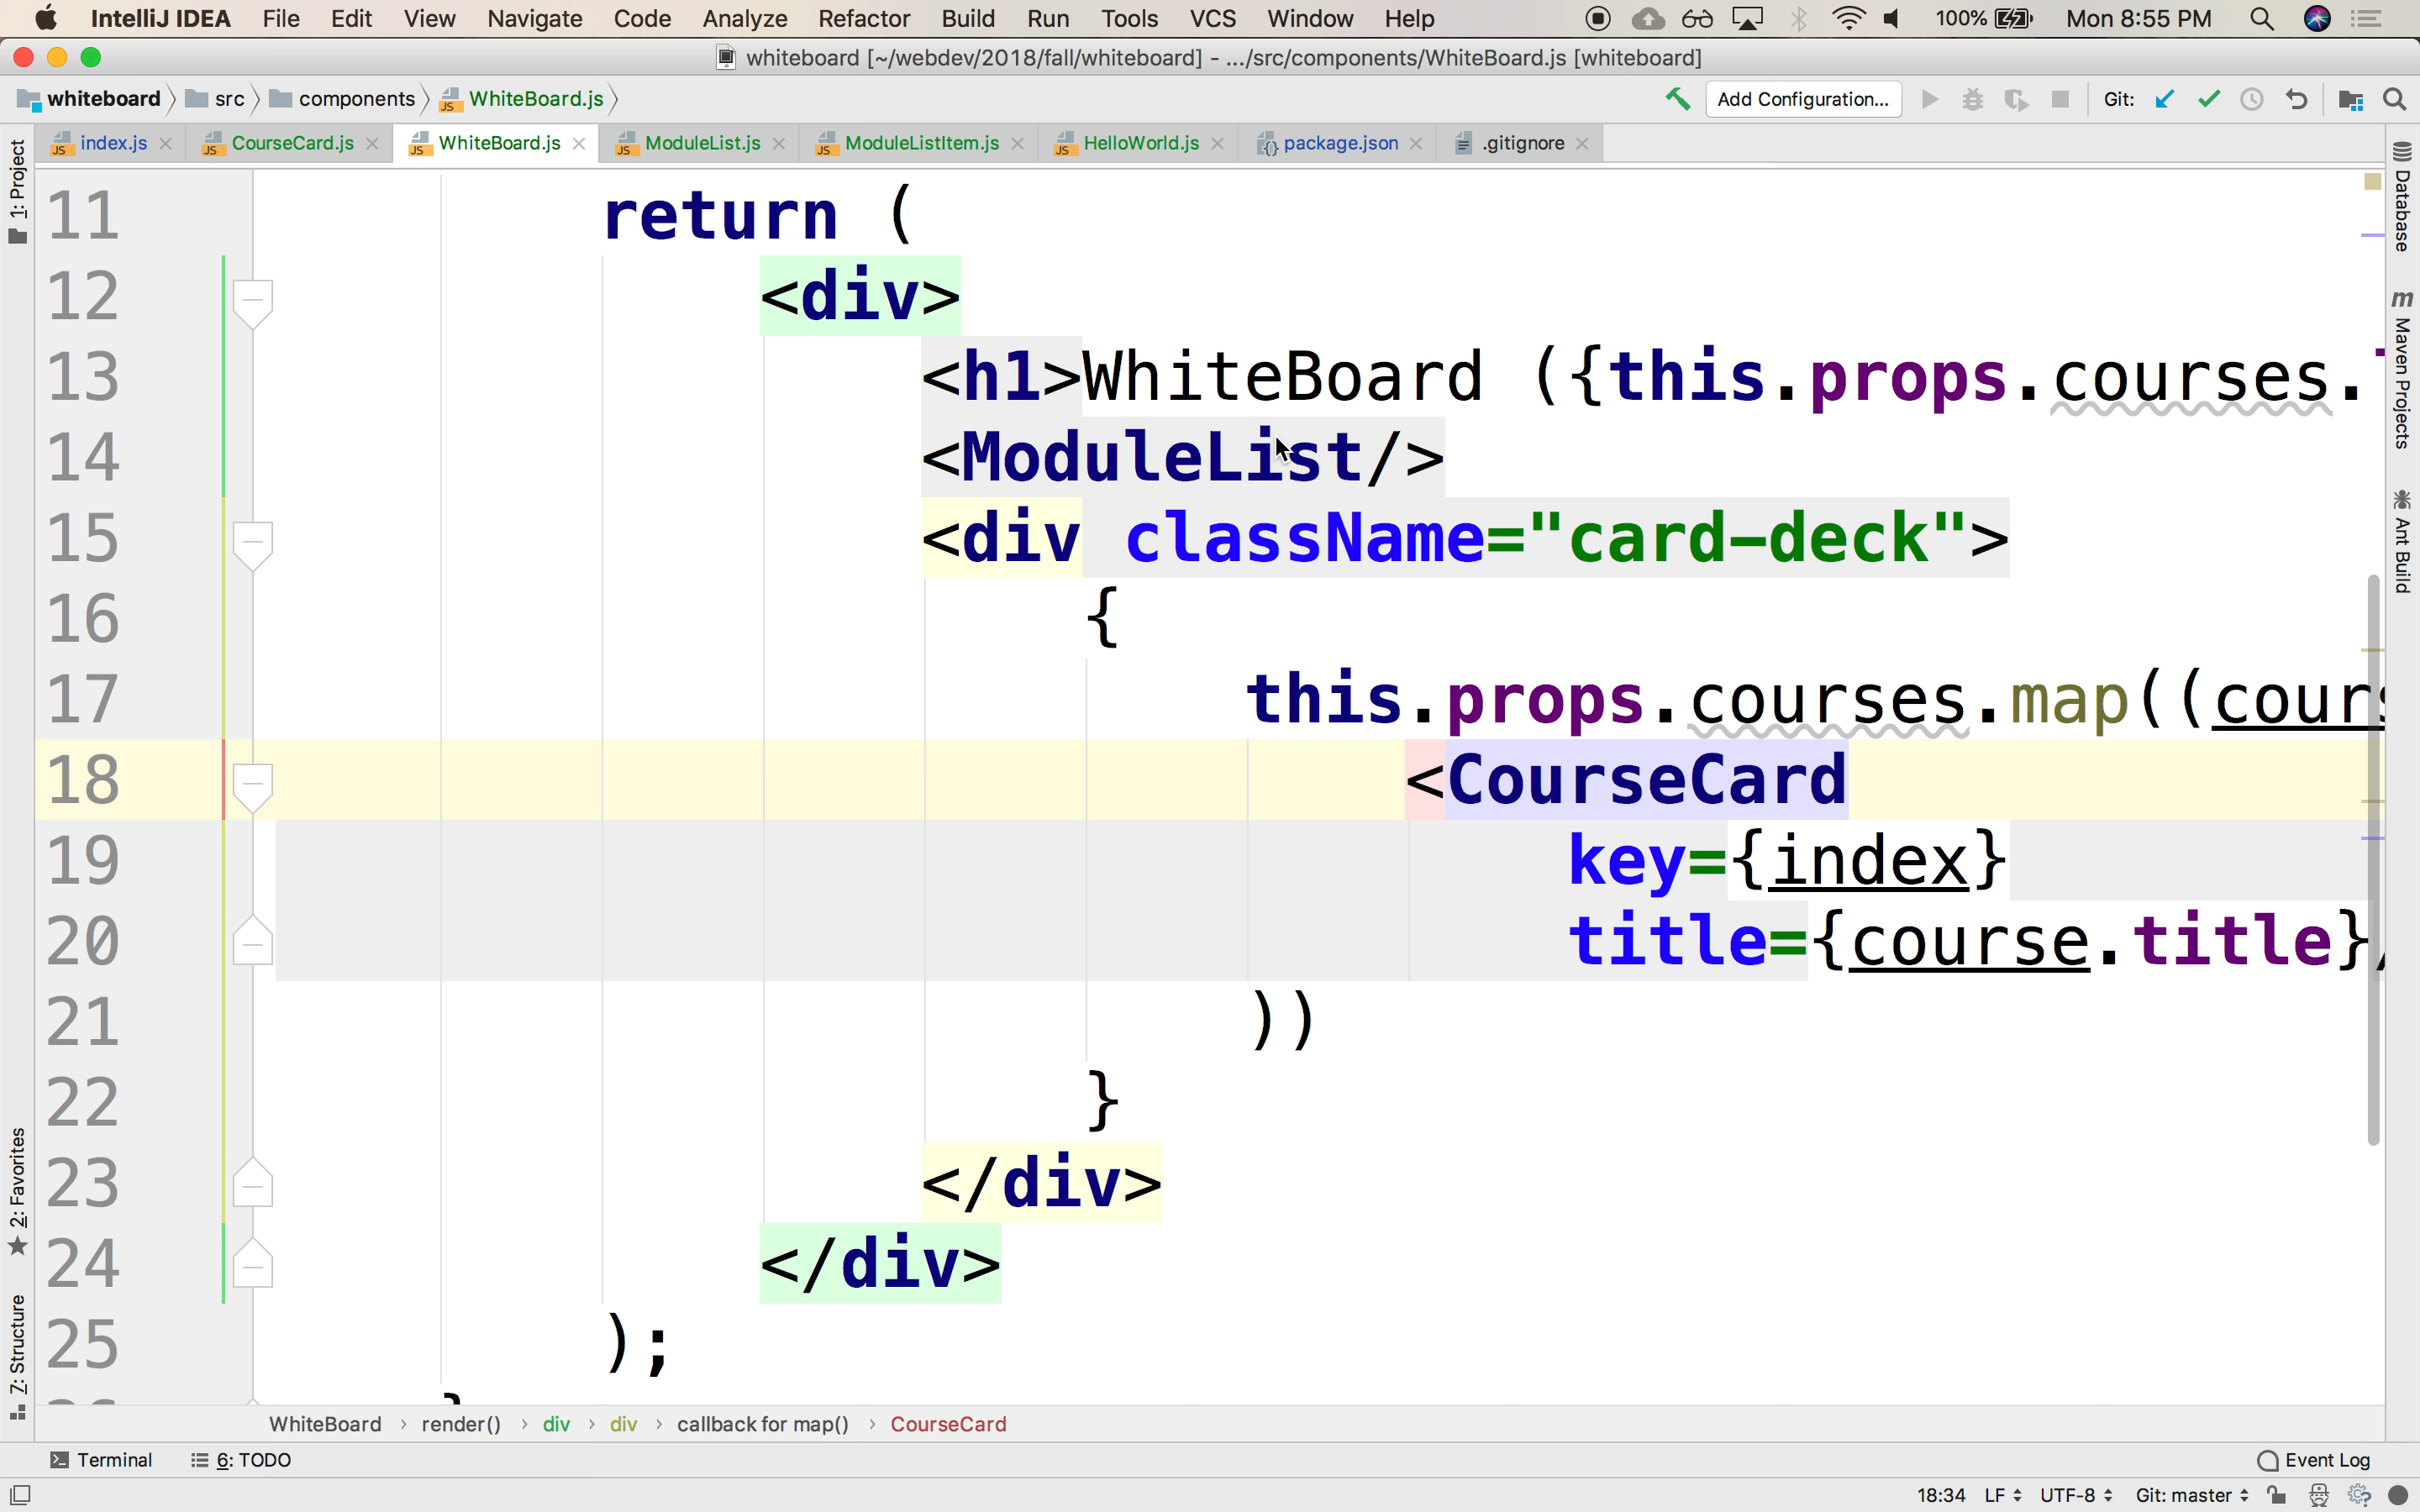 IntelliJ IDEA File Edit View Navigate Code Analyze Refactor Build Run Tools VCS Window Help 100% Mon 8:55 PM
whiteboard [~/webdev/2018/fall/whiteboard] - .../src/components/WhiteBoard.js [whiteboard]
whiteboard src components WhiteBoard.js Add Configuration... Git:
index.js CourseCard.js WhiteBoard.js ModuleList.js ModuleListItem.js HelloWorld.js package.json .gitignore
1: Project
2: Favorites
7: Structure
11 return (
12 <div>
13 <h1>WhiteBoard ({this.props.courses.
14 <ModuleList/>
15 <div className="card-deck">
16 {
17 this.props.courses.map((cours
18 <CourseCard
19 key={index}
20 title={course.title}/
21 ))
22 }
23 </div>
24 </div>
25 );
Database
Maven Projects
Ant Build
WhiteBoard › render() › div › div › callback for map() › CourseCard
Terminal 6: TODO Event Log
18:34 LF UTF-8 Git: master